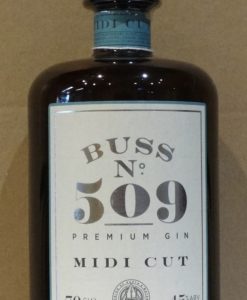 MIDI CUT
BUSS
No
509
PREMIUM GIN
MIDI CUT